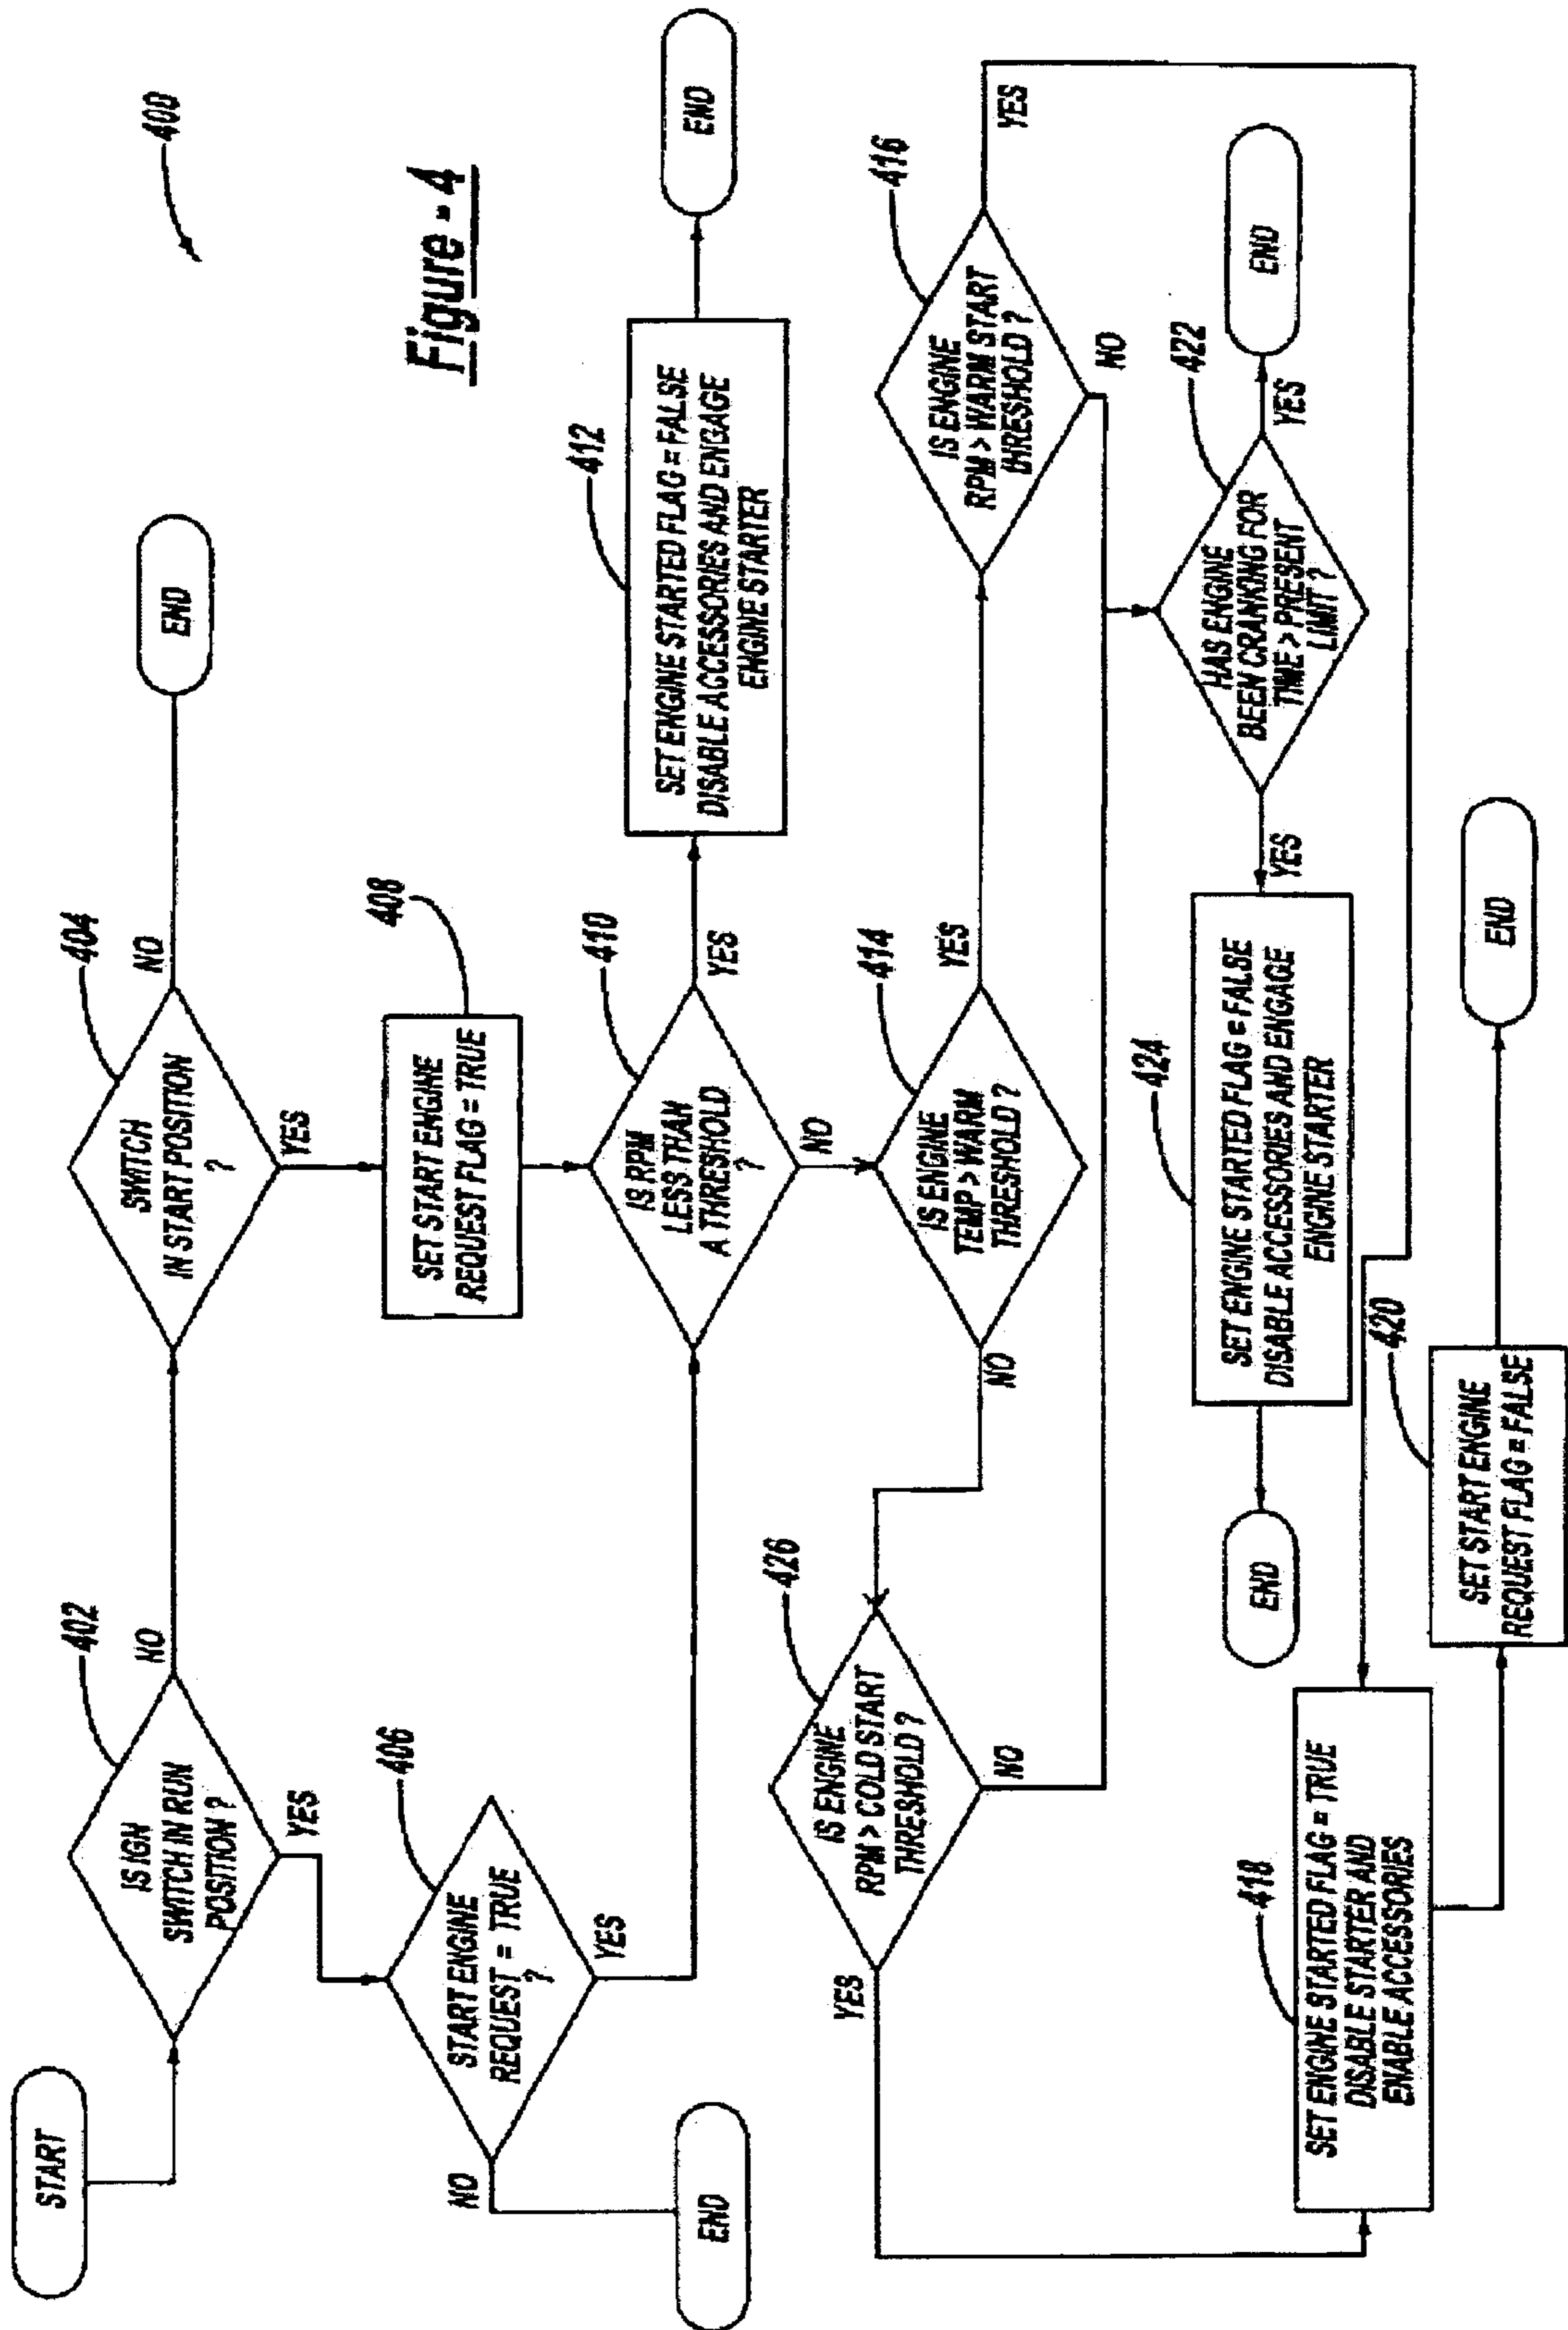 400
Figure - 4
START
402
IS IGN
SWITCH IN RUN
POSITION ?
NO
YES
404
SWITCH
IN START POSITION
?
NO
YES
END
406
START ENGINE
REQUEST = TRUE
?
NO
YES
END
408
SET START ENGINE
REQUEST FLAG = TRUE
410
IS RPM
LESS THAN
A THRESHOLD
?
YES
NO
412
SET ENGINE STARTED FLAG = FALSE
DISABLE ACCESSORIES AND ENGAGE
ENGINE STARTER
END
414
IS ENGINE
TEMP > WARM
THRESHOLD ?
YES
NO
416
IS ENGINE
RPM > WARM START
THRESHOLD ?
YES
NO
426
IS ENGINE
RPM > COLD START
THRESHOLD ?
YES
NO
422
HAS ENGINE
BEEN CRANKING FOR
TIME > PRESENT
LIMIT ?
YES
YES
END
424
SET ENGINE STARTED FLAG = FALSE
DISABLE ACCESSORIES AND ENGAGE
ENGINE STARTER
END
418
SET ENGINE STARTED FLAG = TRUE
DISABLE STARTER AND
ENABLE ACCESSORIES
420
SET START ENGINE
REQUEST FLAG = FALSE
END